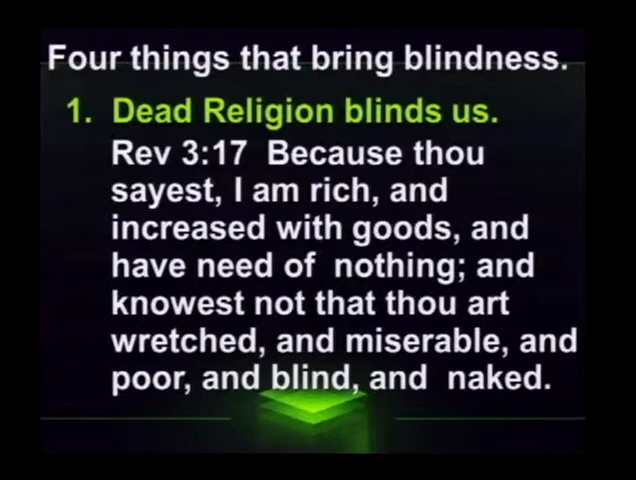 Four things that bring blindness.
1. Dead Religion blinds us.
Rev 3:17 Because thou
sayest, I am rich, and
increased with goods, and
have need of nothing; and
knowest not that thou art
wretched, and miserable, and
poor, and blind, and naked.